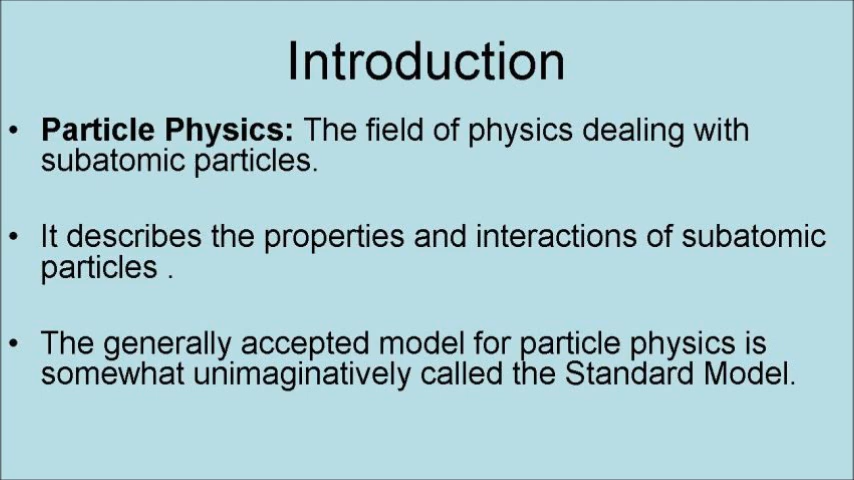 Introduction
• Particle Physics: The field of physics dealing with
subatomic particles.
• It describes the properties and interactions of subatomic
particles .
• The generally accepted model for particle physics is
somewhat unimaginatively called the Standard Model.